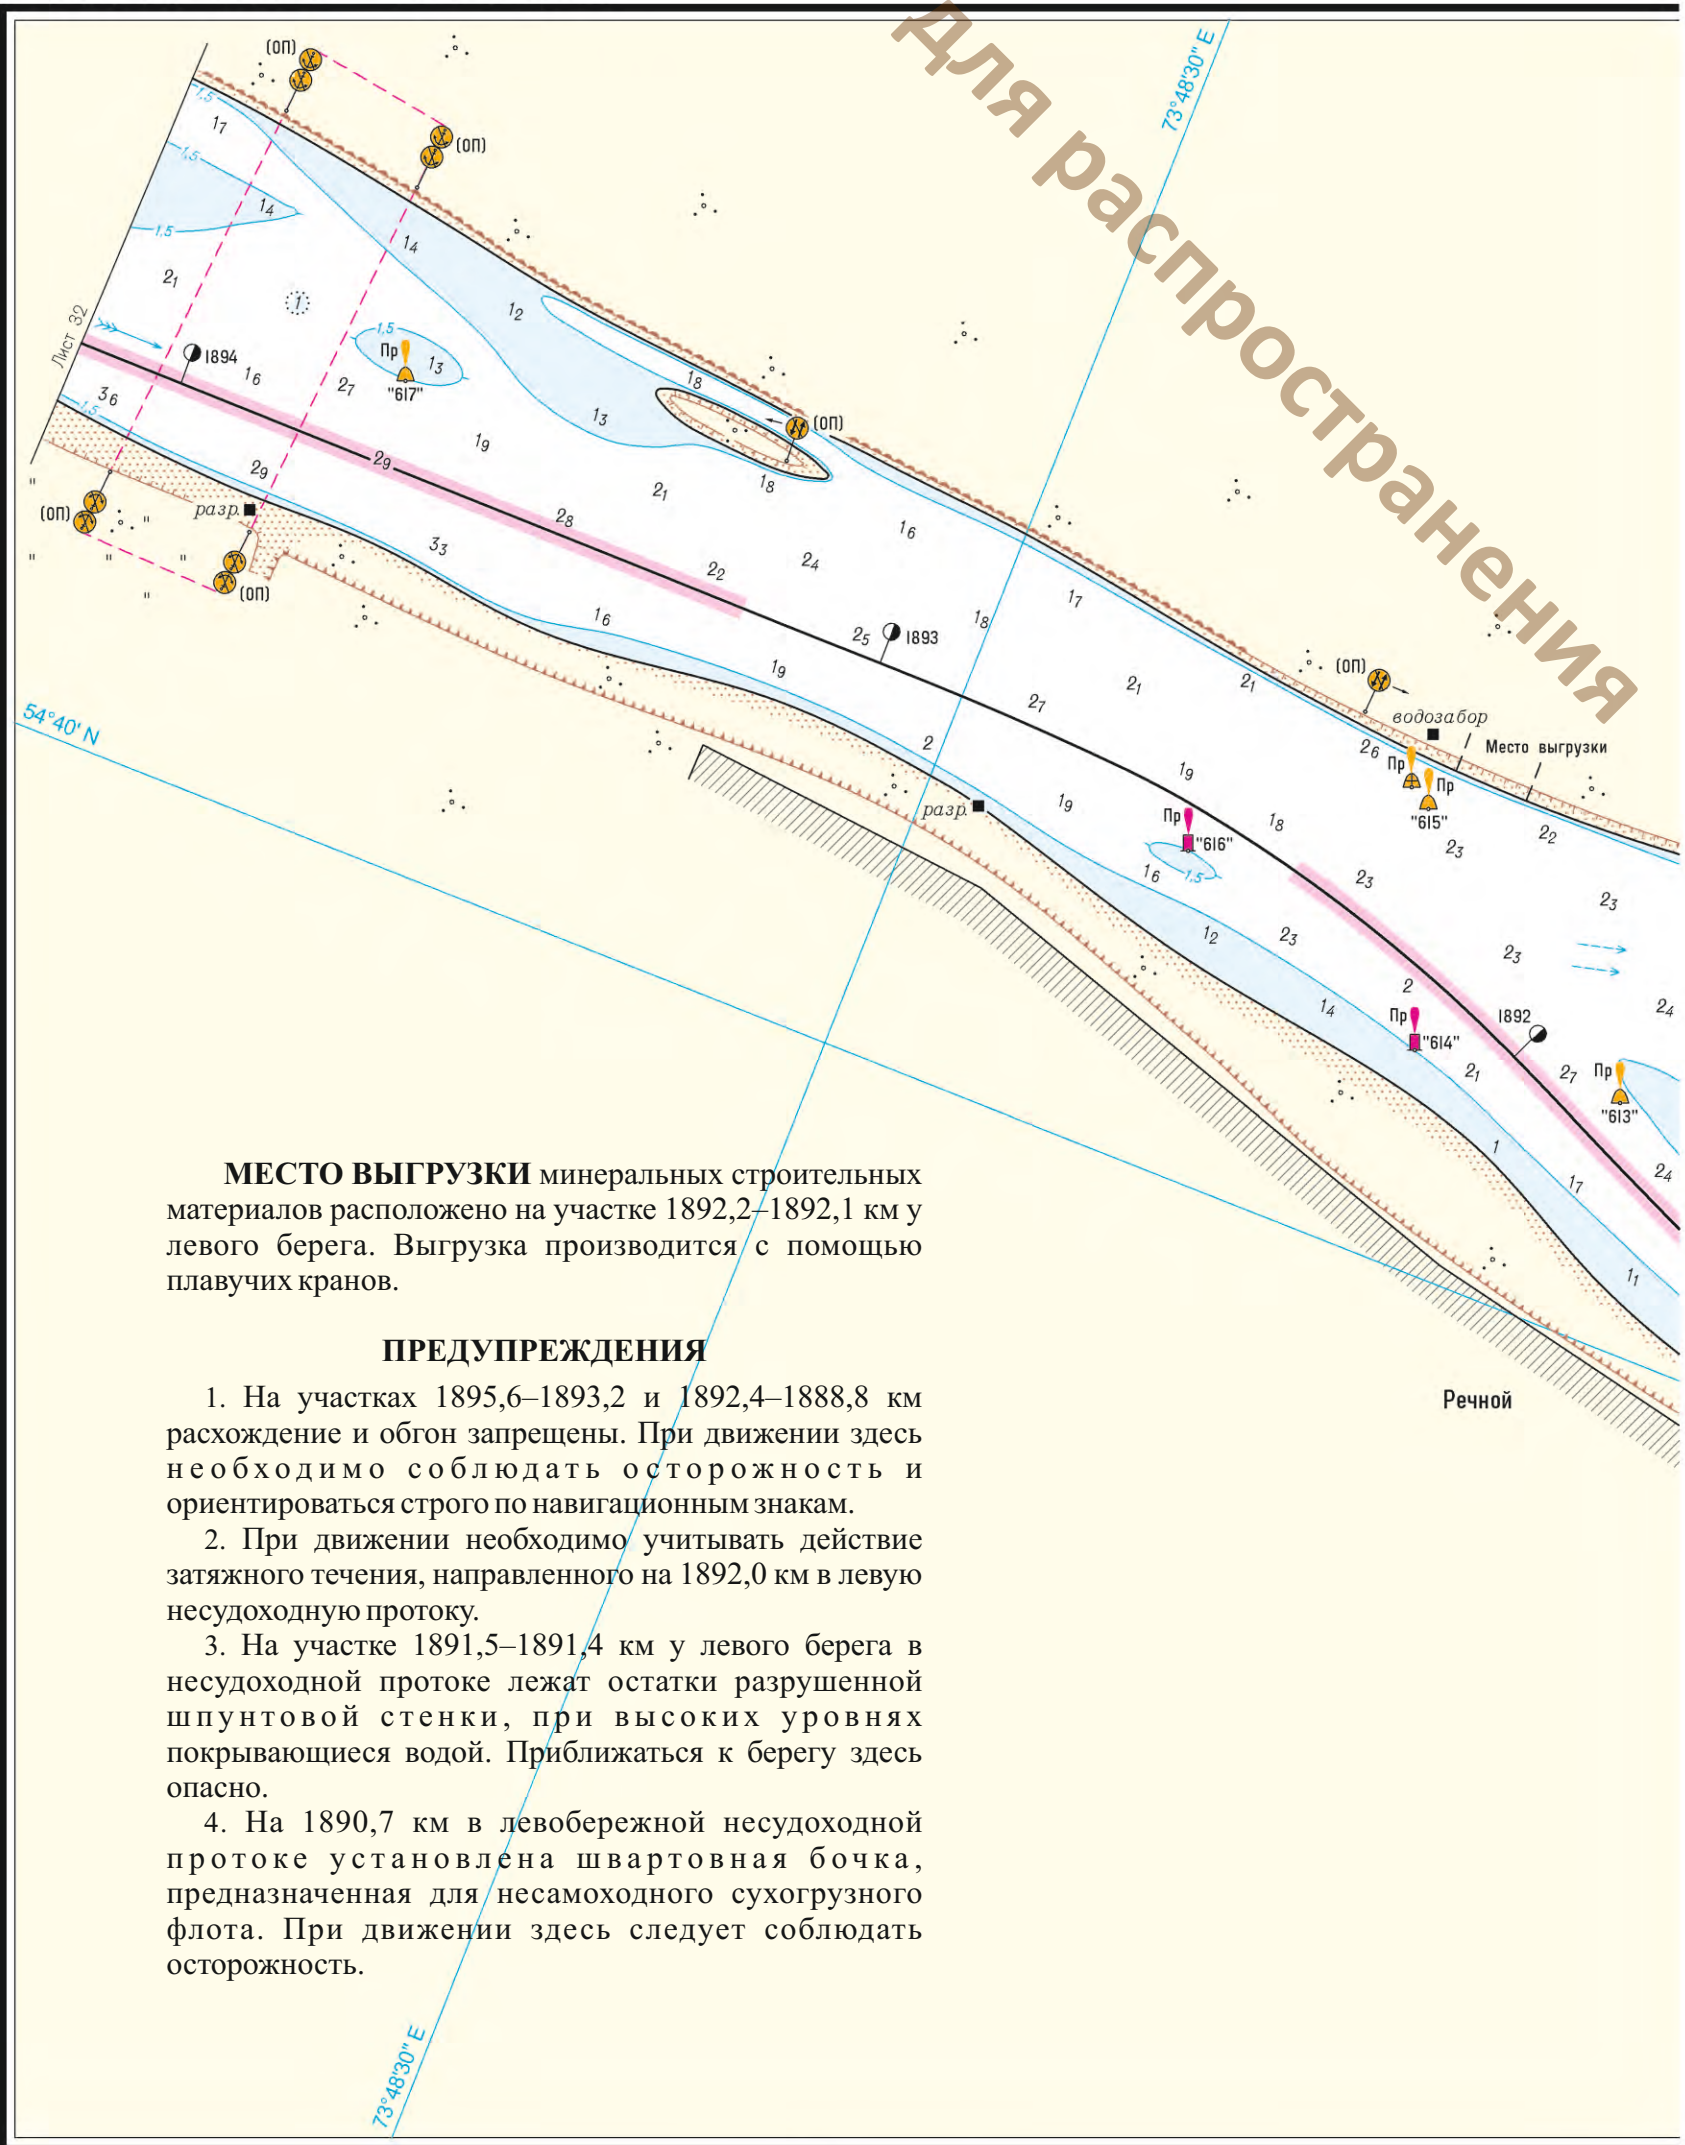 для распространения
(ОП)
(ОП)
73°48'30" E
1,5
17
1,5
14
1,5
14
21
1
12
Лист 32
1894
16
1,5
Пр
13
"617"
27
18
(ОП)
36
1,5
13
19
29
29
21
18
16
(ОП)
разр.
28
33
24
22
(ОП)
17
16
18
25
1893
19
21
21
(ОП)
27
водозабор
54°40' N
2
26
Место выгрузки
Пр
Пр
"615"
19
19
разр.
Пр
"616"
18
22
23
16
1,5
23
23
12
23
23
2
14
24
Пр
"614"
1892
21
27
Пр
"613"
1
24
17
11
Речной
МЕСТО ВЫГРУЗКИ минеральных строительных
материалов расположено на участке 1892,2–1892,1 км у
левого берега. Выгрузка производится с помощью
плавучих кранов.
ПРЕДУПРЕЖДЕНИЯ
1. На участках 1895,6–1893,2 и 1892,4–1888,8 км
расхождение и обгон запрещены. При движении здесь
необходимо соблюдать осторожность и
ориентироваться строго по навигационным знакам.
2. При движении необходимо учитывать действие
затяжного течения, направленного на 1892,0 км в левую
несудоходную протоку.
3. На участке 1891,5–1891,4 км у левого берега в
несудоходной протоке лежат остатки разрушенной
шпунтовой стенки, при высоких уровнях
покрывающиеся водой. Приближаться к берегу здесь
опасно.
4. На 1890,7 км в левобережной несудоходной
протоке установлена швартовная бочка,
предназначенная для несамоходного сухогрузного
флота. При движении здесь следует соблюдать
осторожность.
73°48'30" E